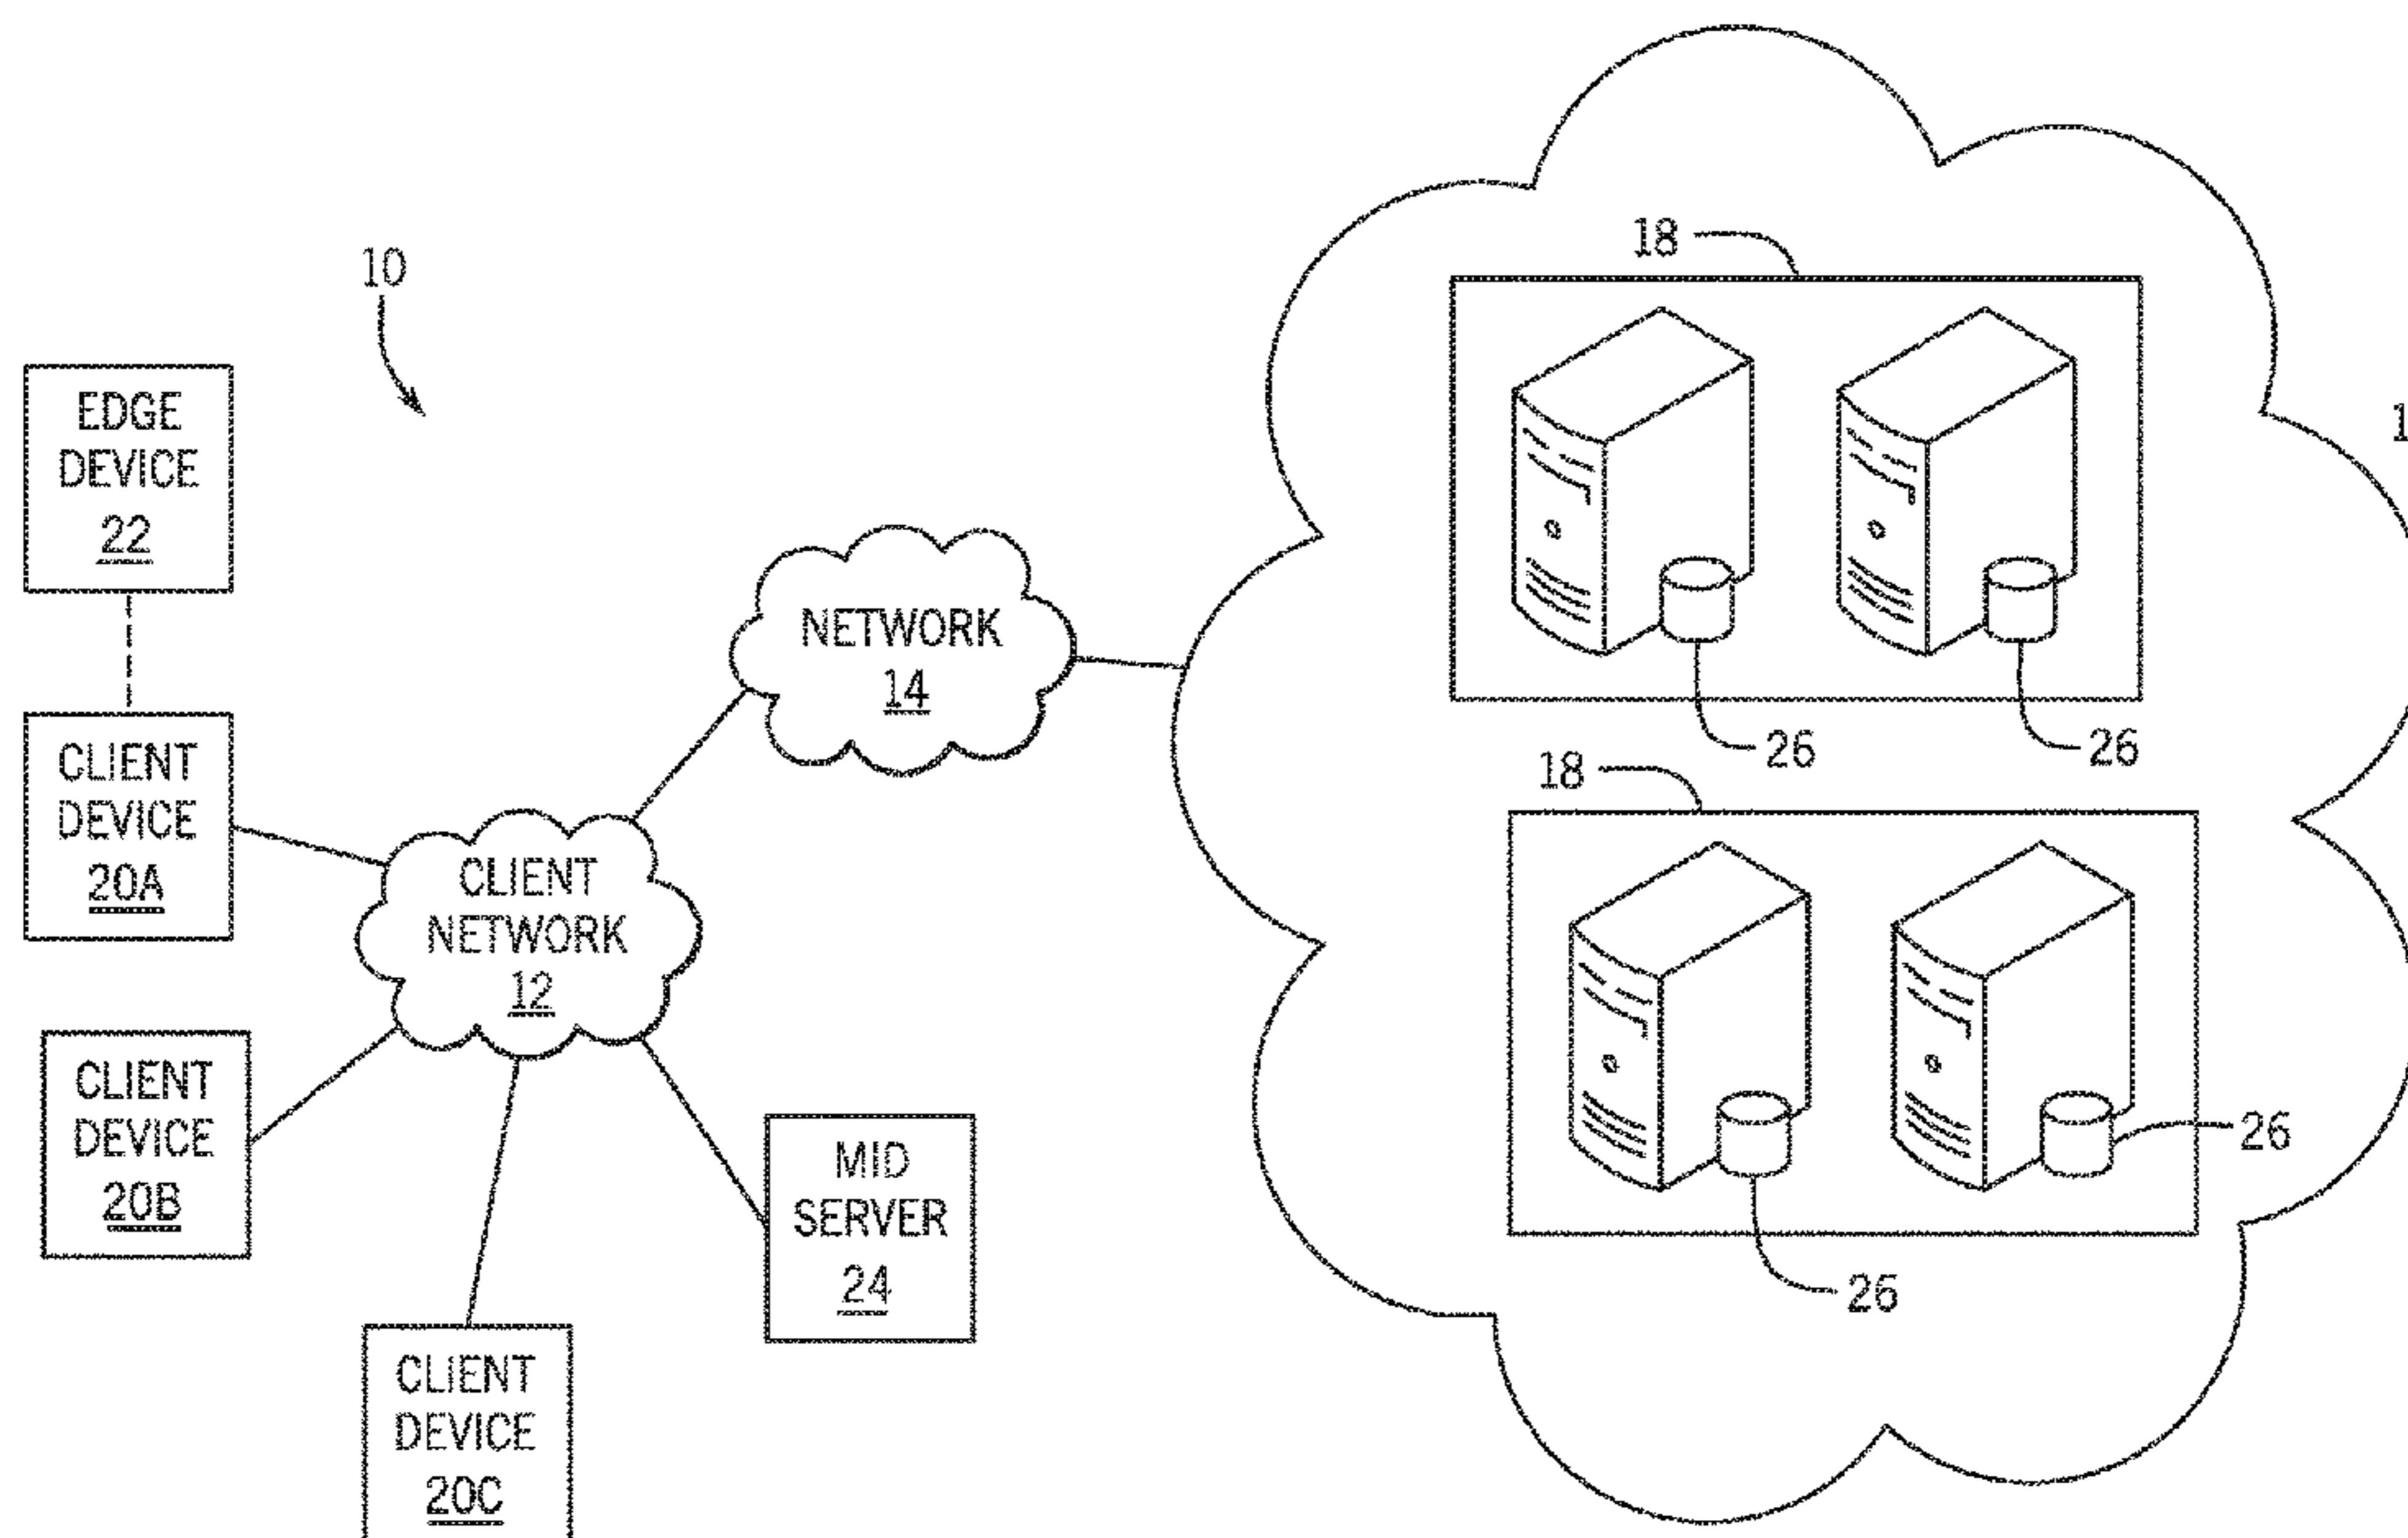 10
EDGE
DEVICE
22
CLIENT
DEVICE
20A
CLIENT
DEVICE
20B
CLIENT
DEVICE
20C
CLIENT
NETWORK
12
MID
SERVER
24
NETWORK
14
18
26
26
18
26
26
1